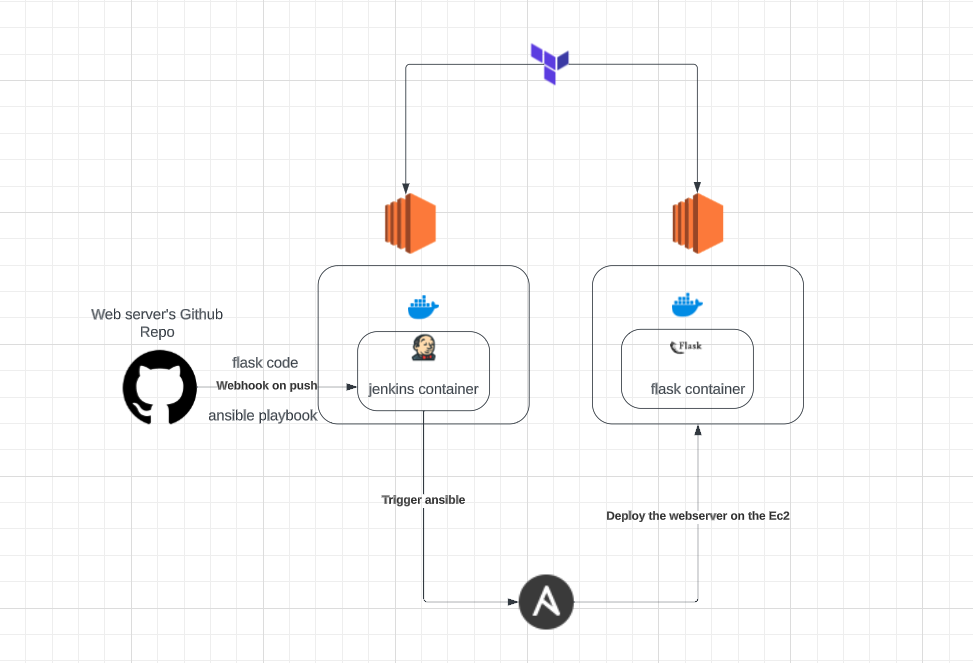 Web server's Github
Repo
flask code
Webhook on push
ansible playbook
jenkins container
Flask
flask container
Trigger ansible
Deploy the webserver on the Ec2